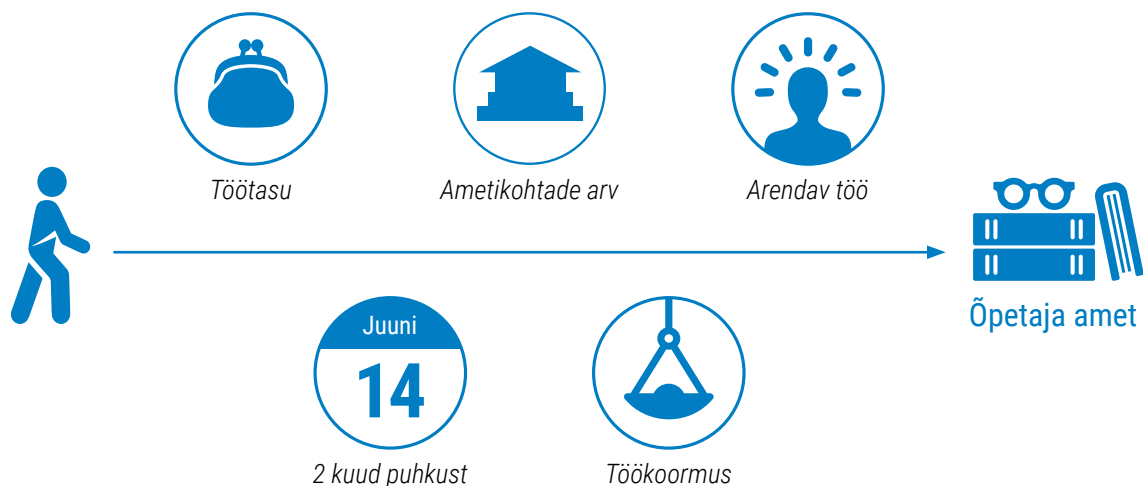 Töötasu
Ametikohtade arv
Arendav töö
Õpetaja amet
Juuni
14
2 kuud puhkust
Töökoormus